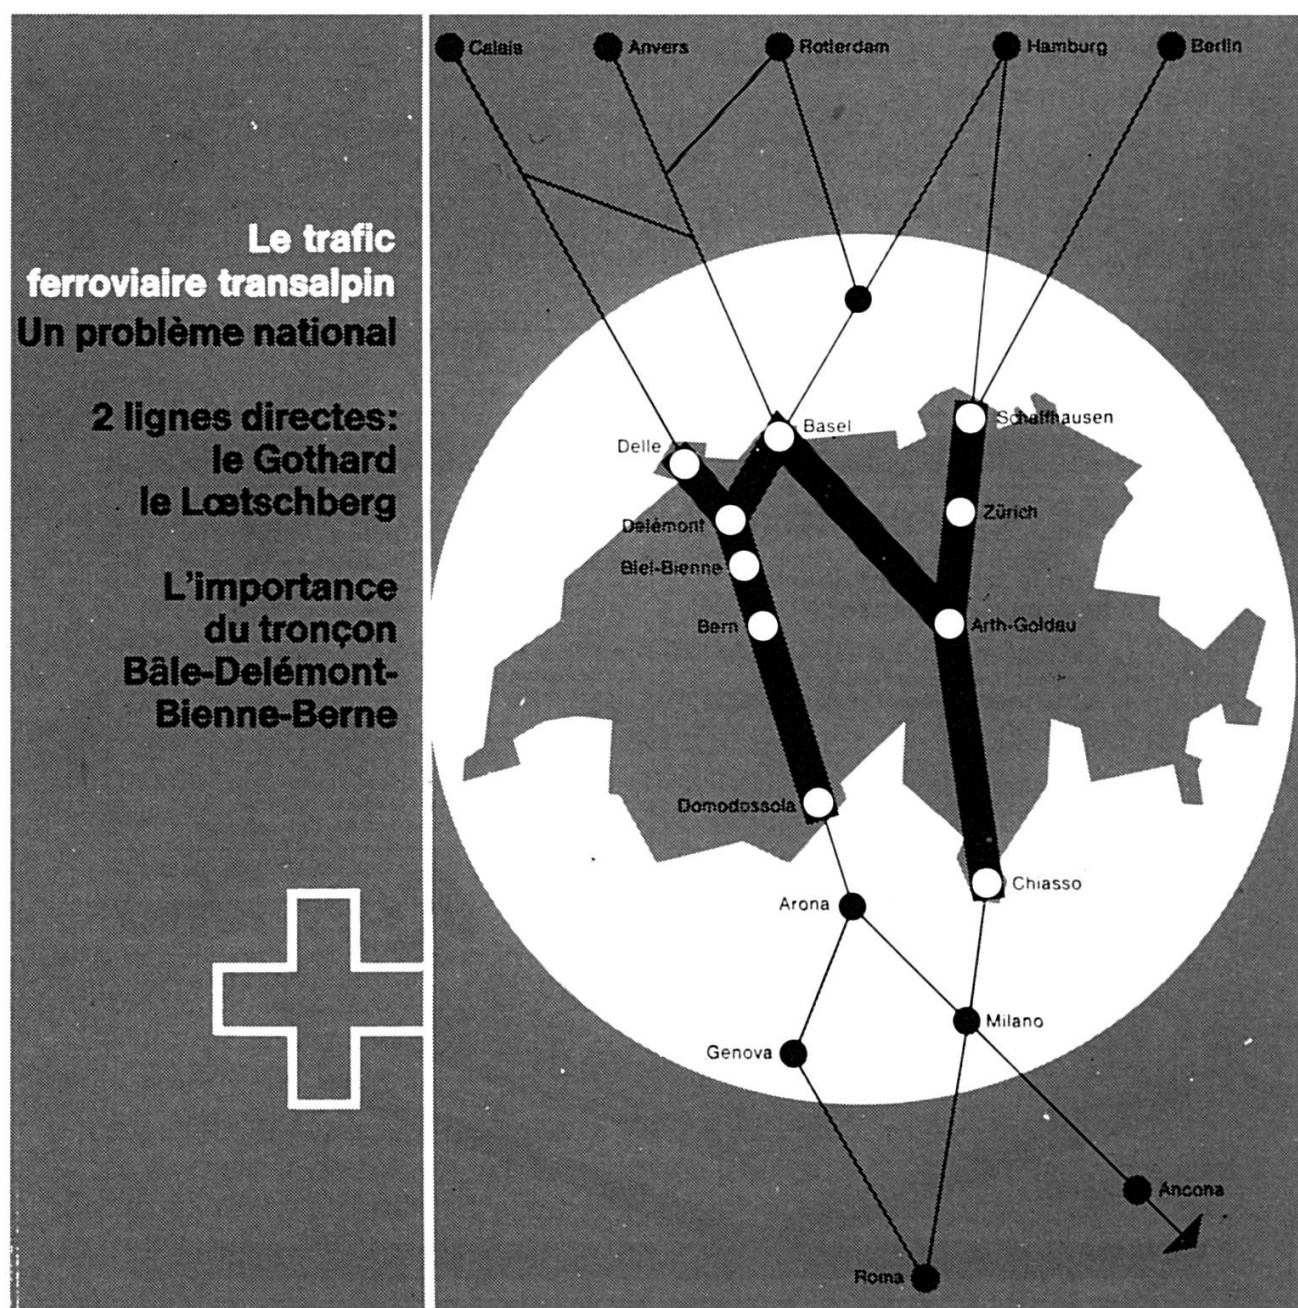 Le trafic
ferroviaire transalpin
Un problème national
2 lignes directes:
le Gothard
le Lœtschberg
L'importance
du tronçon
Bâle-Delémont-
Bienne-Berne
Calais
Anvers
Rotterdam
Hamburg
Berlin
Basel
Schaffhausen
Delle
Zürich
Delémont
Biel-Bienne
Bern
Arth-Goldau
Domodossola
Chiasso
Arona
Milano
Genova
Ancona
Roma